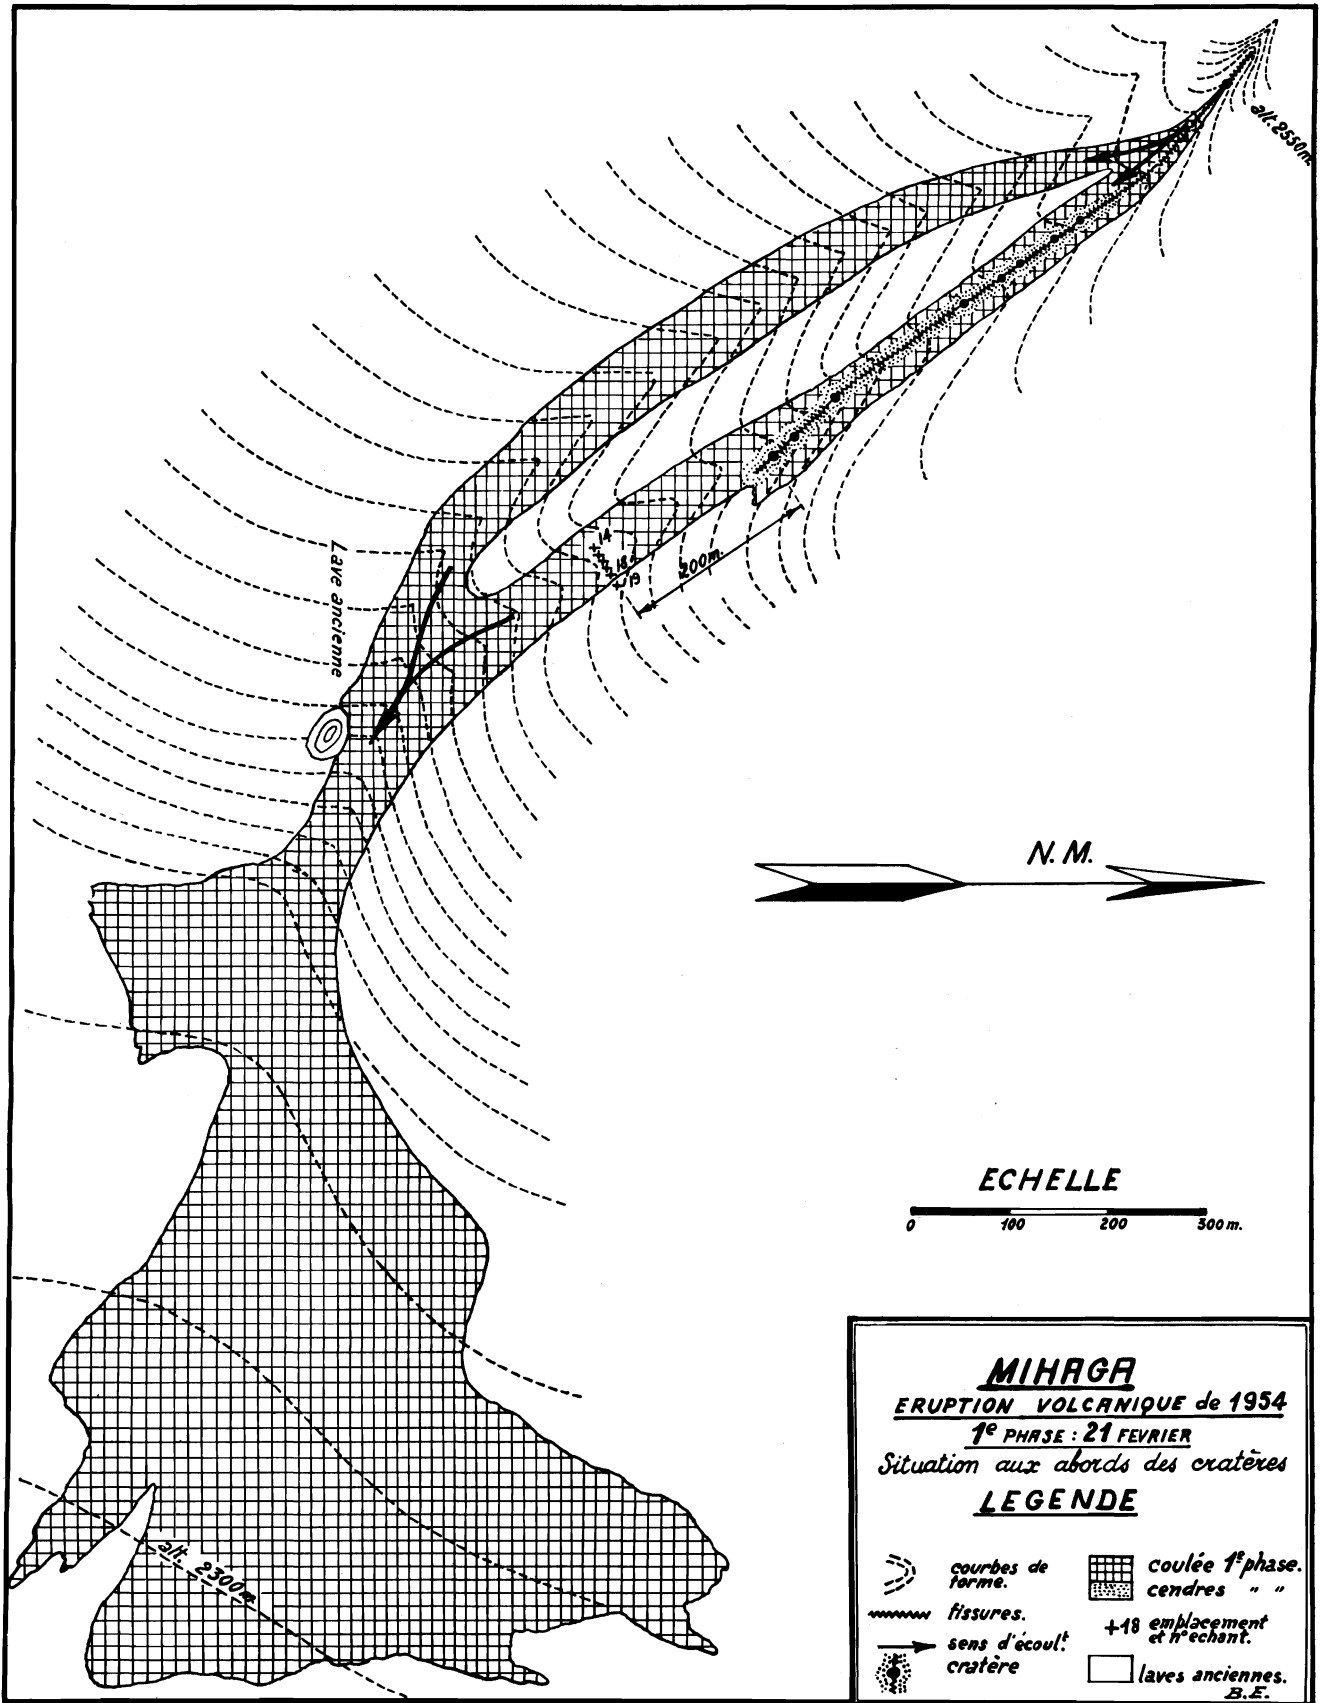 alt. 2550m.
Lave ancienne
14
18
19
200m.
N. M.
ECHELLE
0 100 200 300m.
alt. 2300m
MIHAGA
ERUPTION VOLCANIQUE de 1954
1e PHASE : 21 FEVRIER
Situation aux abords des cratères
LEGENDE
courbes de
forme.
fissures.
sens d'écoult.
cratère
coulée 1e phase.
cendres " "
+18 emplacement
et n° echant.
laves anciennes.
B.E.